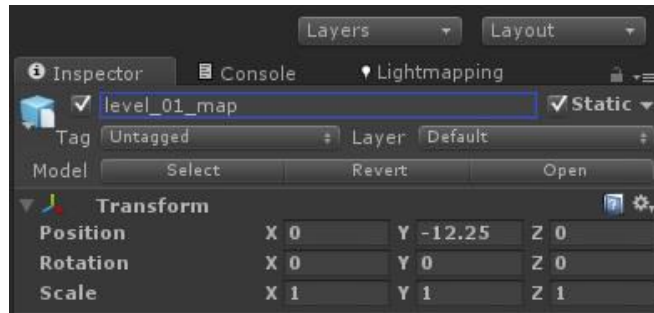 Layers Layout
Inspector Console Lightmapping
level_01_map Static
Tag Untagged Layer Default
Model Select Revert Open
Transform
Position X 0 Y -12.25 Z 0
Rotation X 0 Y 0 Z 0
Scale X 1 Y 1 Z 1